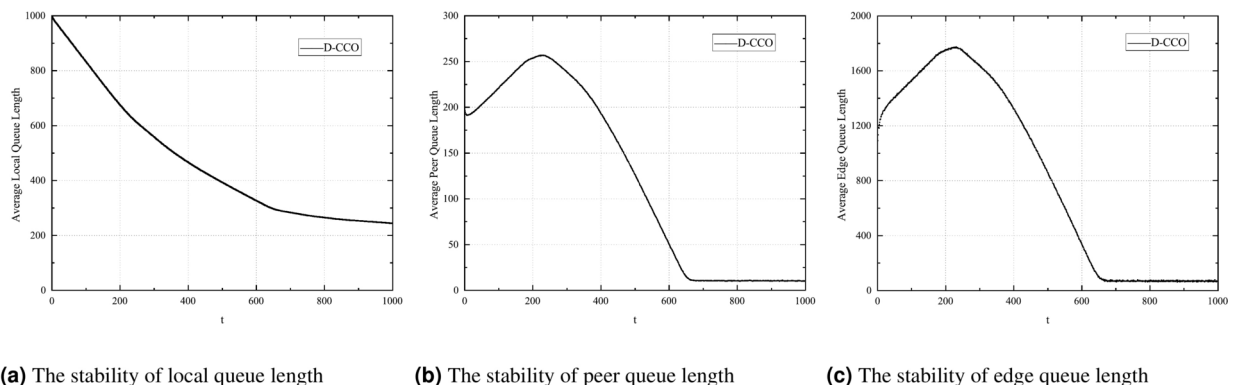 1000
800
600
400
200
0
0 200 400 600 800 1000
Average Local Queue Length
t
D-CCO
(a) The stability of local queue length
300
250
200
150
100
50
0
0 200 400 600 800 1000
Average Peer Queue Length
t
D-CCO
(b) The stability of peer queue length
2000
1600
1200
800
400
0
0 200 400 600 800 1000
Average Edge Queue Length
t
D-CCO
(c) The stability of edge queue length